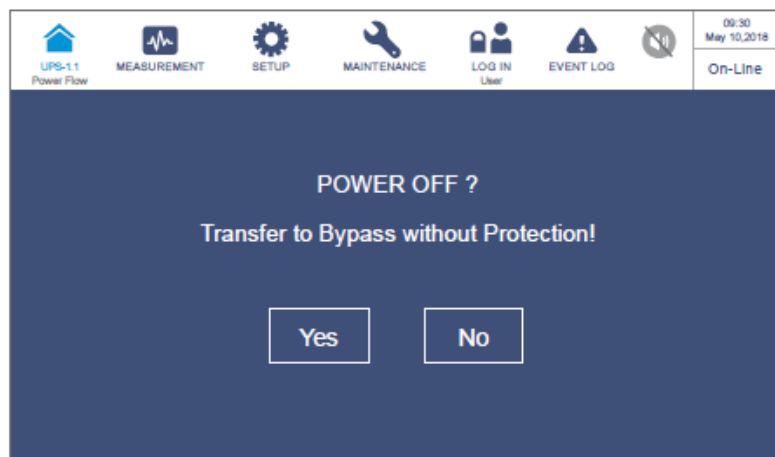 UPS-1.1
Power Flow
MEASUREMENT
SETUP
MAINTENANCE
LOG IN
User
EVENT LOG
09:30
May 10,2018
On-Line
POWER OFF ?
Transfer to Bypass without Protection!
Yes
No